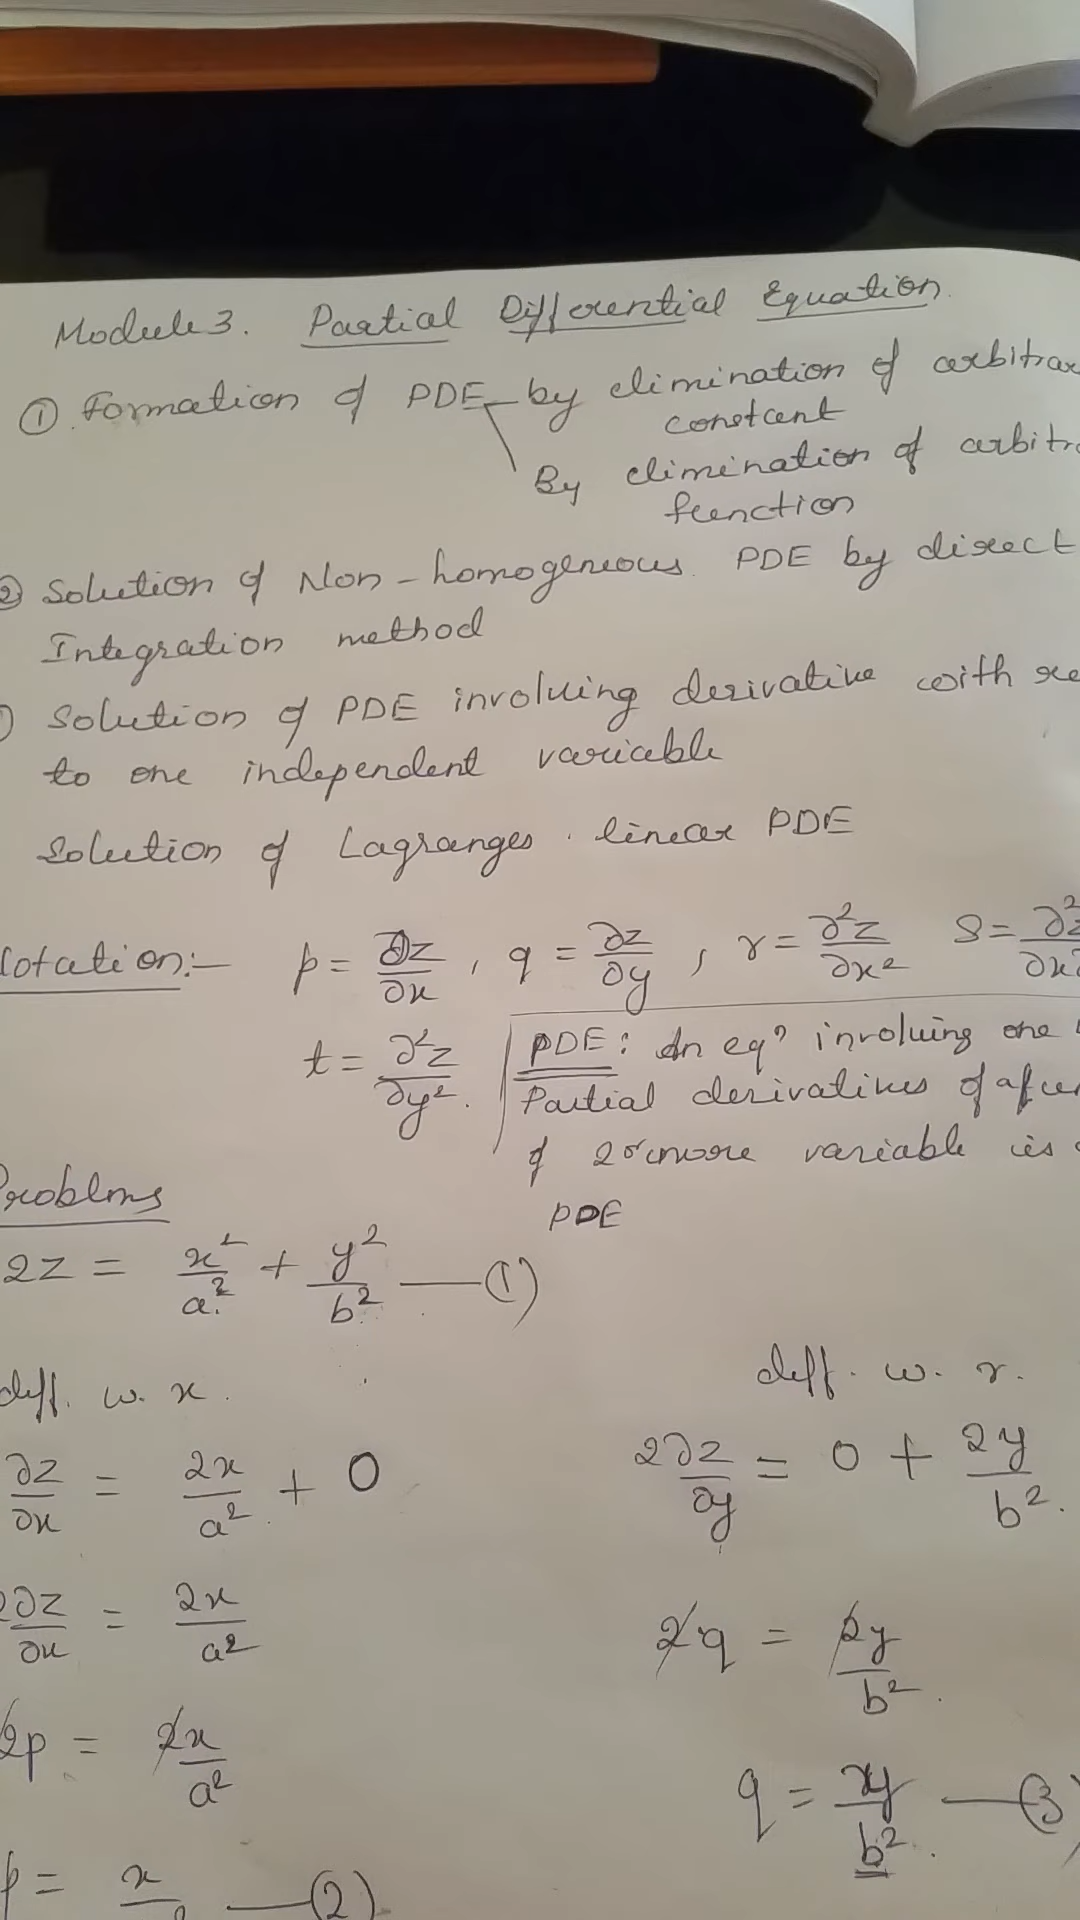 Module 3. Partial Differential Equation.
① Formation of PDE by elimination of arbitrar
constant
By elimination of arbitr
function
② Solution of Non-homogeneous PDE by direct
Integration method
Solution of PDE involving derivative with re
to one independent variable
Solution of Lagranges linear PDE
otation:- p = ∂z/∂x , q = ∂z/∂y , r = ∂²z/∂x² S = ∂²z/∂x
t = ∂²z/∂y². PDE: An eqⁿ involving one
Partial derivatives of a fun
of 2 or more variable is
PDE
Problms
2z = x²/a² + y²/b² — (1)
diff. w. x. diff. w. r.
∂z/∂x = 2x/a² + 0 2∂z/∂y = 0 + 2y/b².
2∂z/∂x = 2x/a² 2q = 2y/b².
2p = 2x/a² q = xy/b². — (3)
p = x — (2)